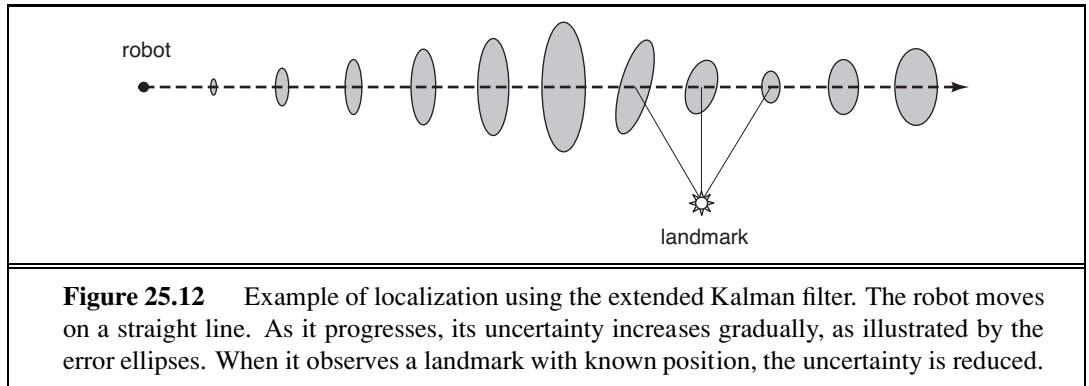 robot
landmark
Figure 25.12 Example of localization using the extended Kalman filter. The robot moves
on a straight line. As it progresses, its uncertainty increases gradually, as illustrated by the
error ellipses. When it observes a landmark with known position, the uncertainty is reduced.